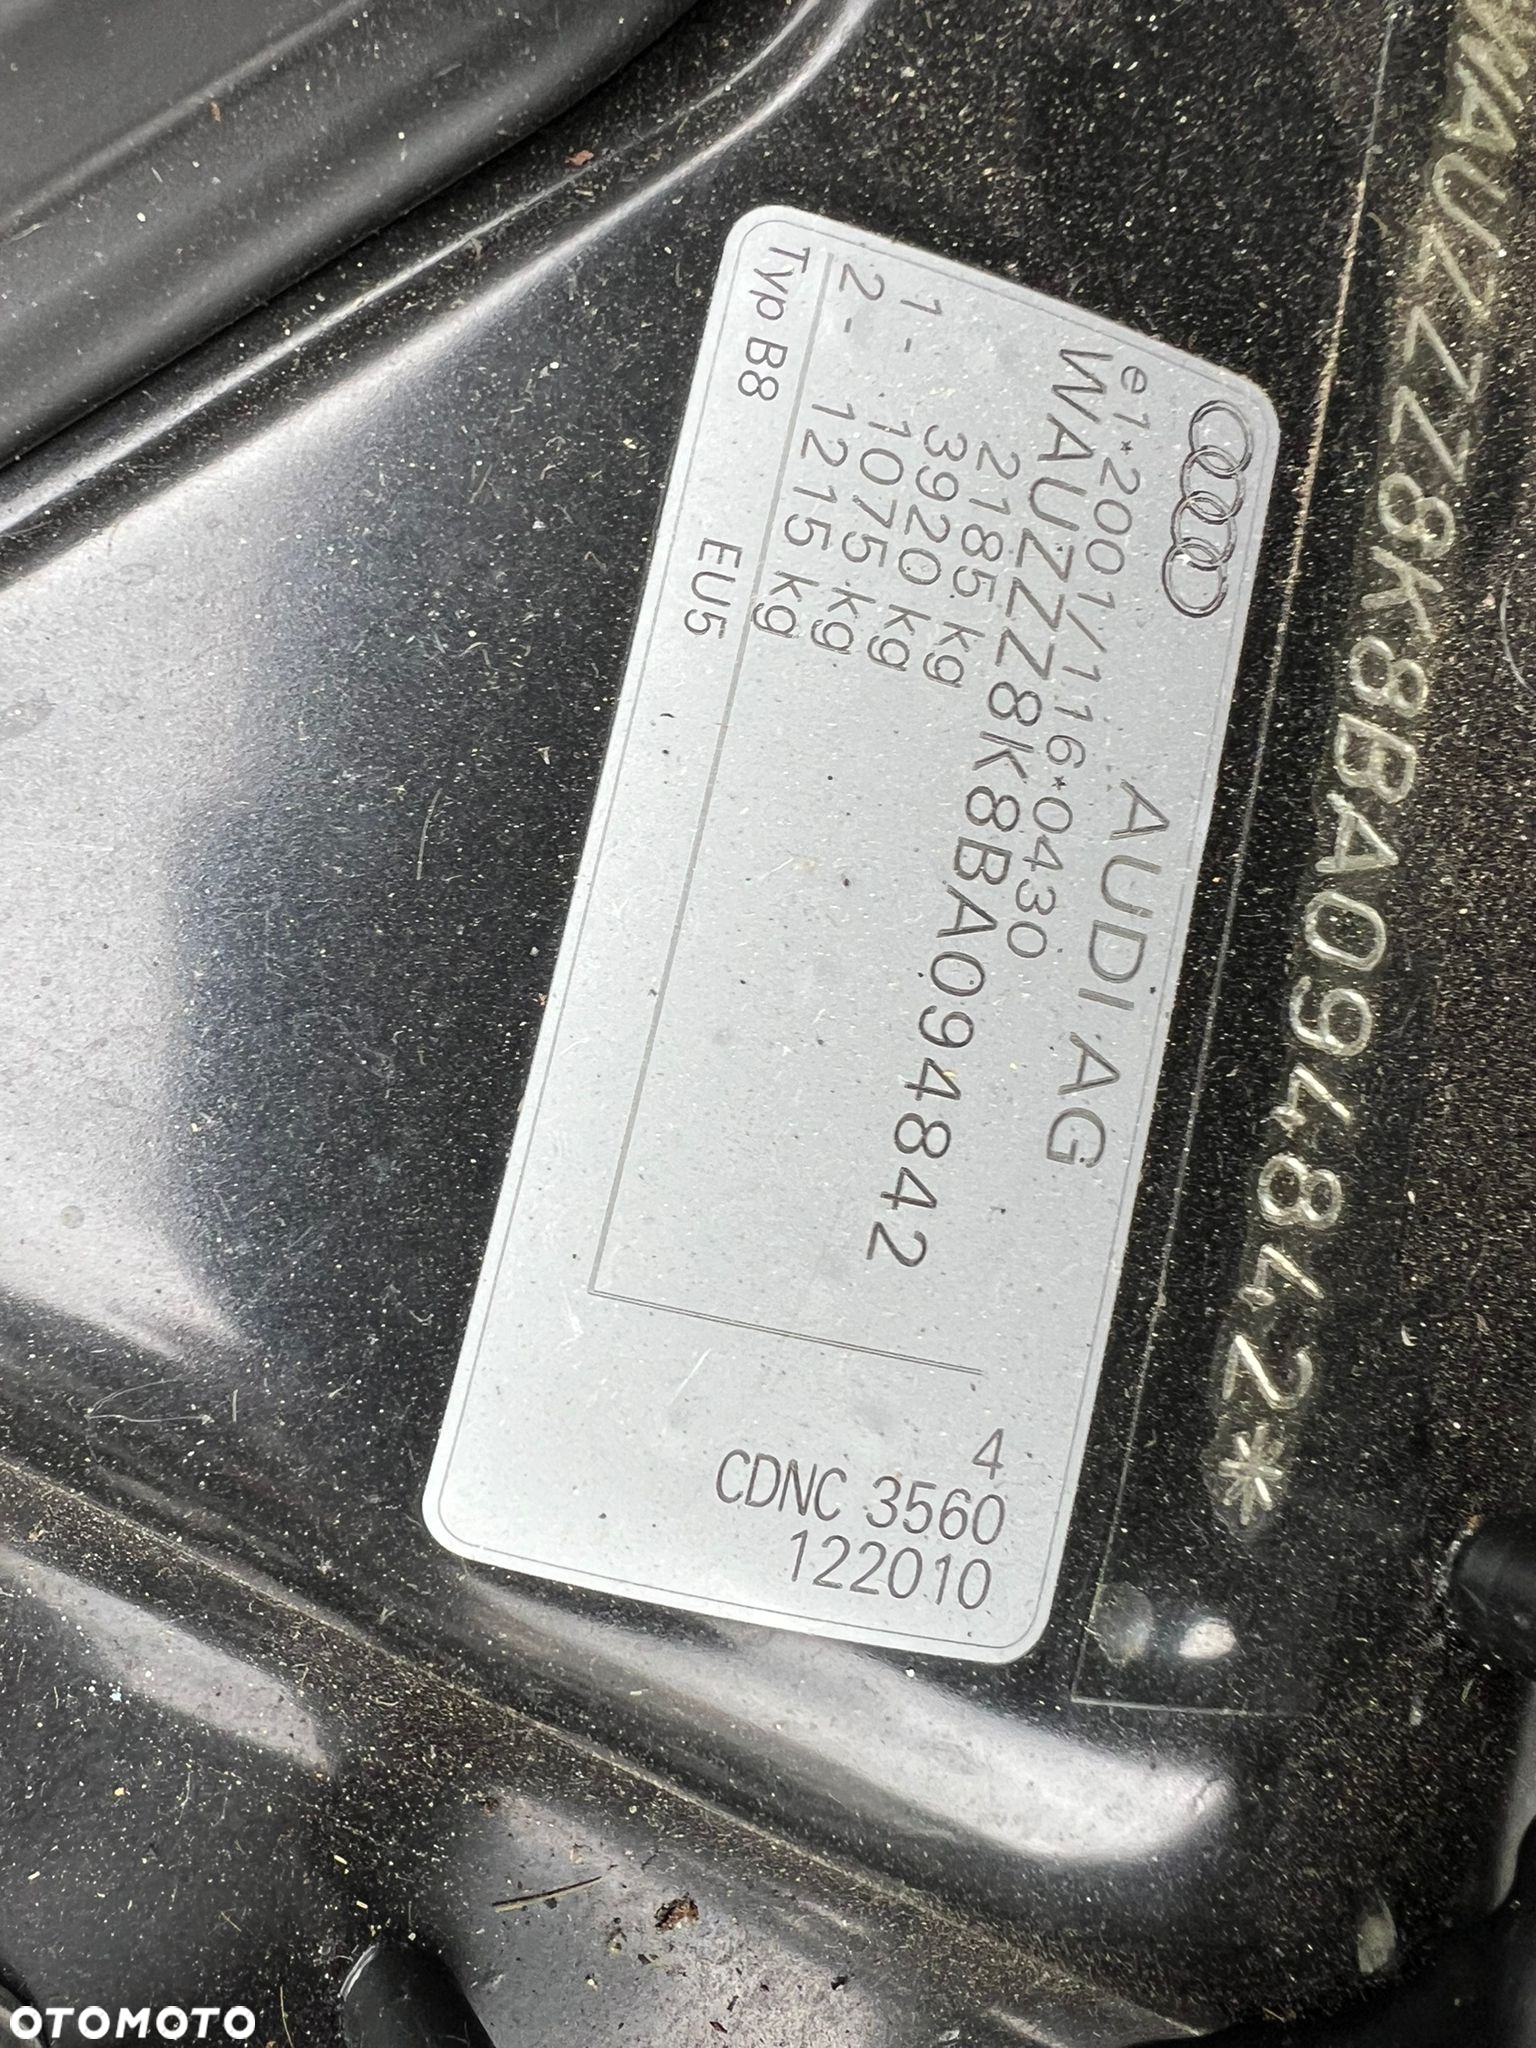 AUDI AG
e1*2001/116*0430
WAUZZZ8K8BA094842
2185 kg
3920 kg
1- 1075 kg
2- 1215 kg
Typ B8 EU5
4
CDNC 3560
122010
WAUZZZ8K8BA094842*
OTOMOTO